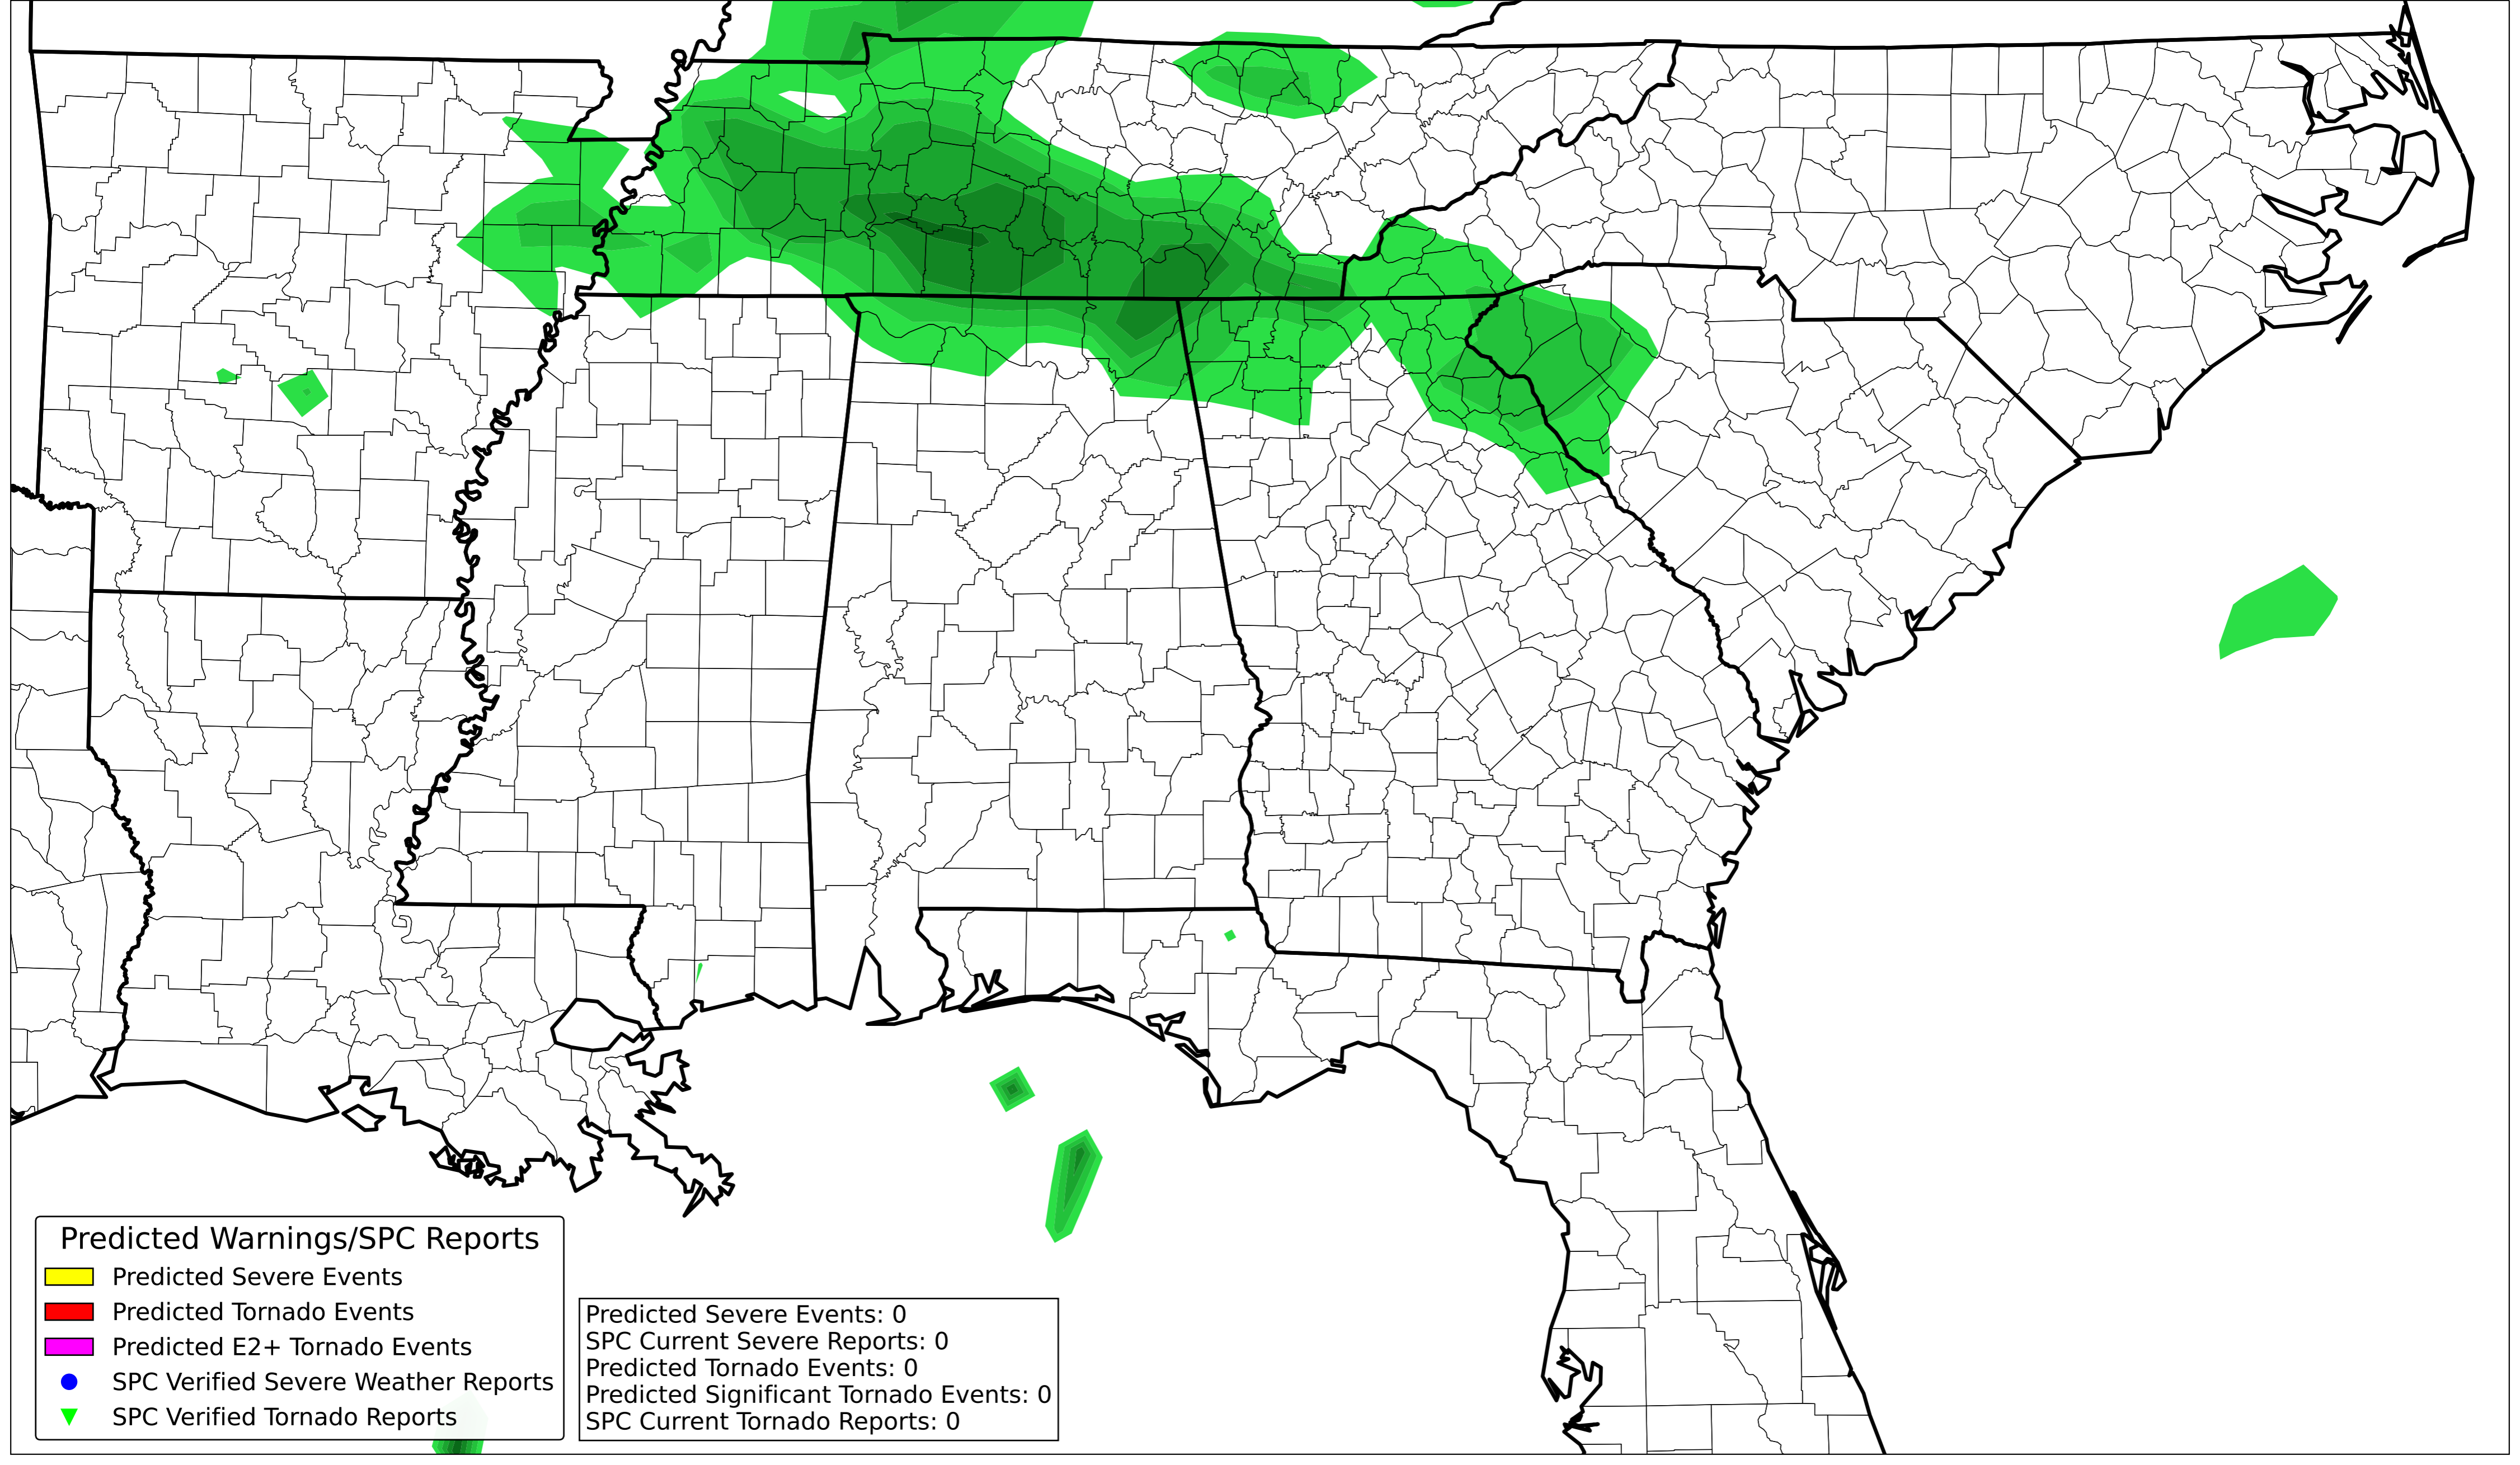 Predicted Warnings/SPC Reports
Predicted Severe Events
Predicted Tornado Events
Predicted E2+ Tornado Events
SPC Verified Severe Weather Reports
SPC Verified Tornado Reports
Predicted Severe Events: 0
SPC Current Severe Reports: 0
Predicted Tornado Events: 0
Predicted Significant Tornado Events: 0
SPC Current Tornado Reports: 0